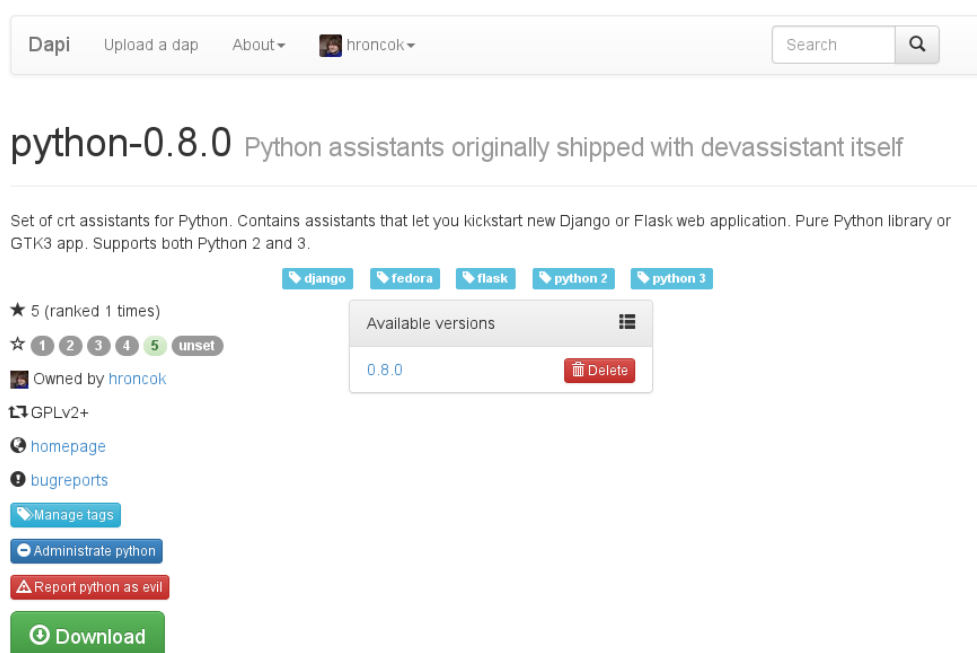 Dapi Upload a dap About hroncok Search
python-0.8.0 Python assistants originally shipped with devassistant itself
Set of crt assistants for Python. Contains assistants that let you kickstart new Django or Flask web application. Pure Python library or
GTK3 app. Supports both Python 2 and 3.
django fedora flask python 2 python 3
5 (ranked 1 times)
1 2 3 4 5 unset
Owned by hroncok
GPLv2+
homepage
bugreports
Manage tags
Administrate python
Report python as evil
Download
Available versions
0.8.0 Delete